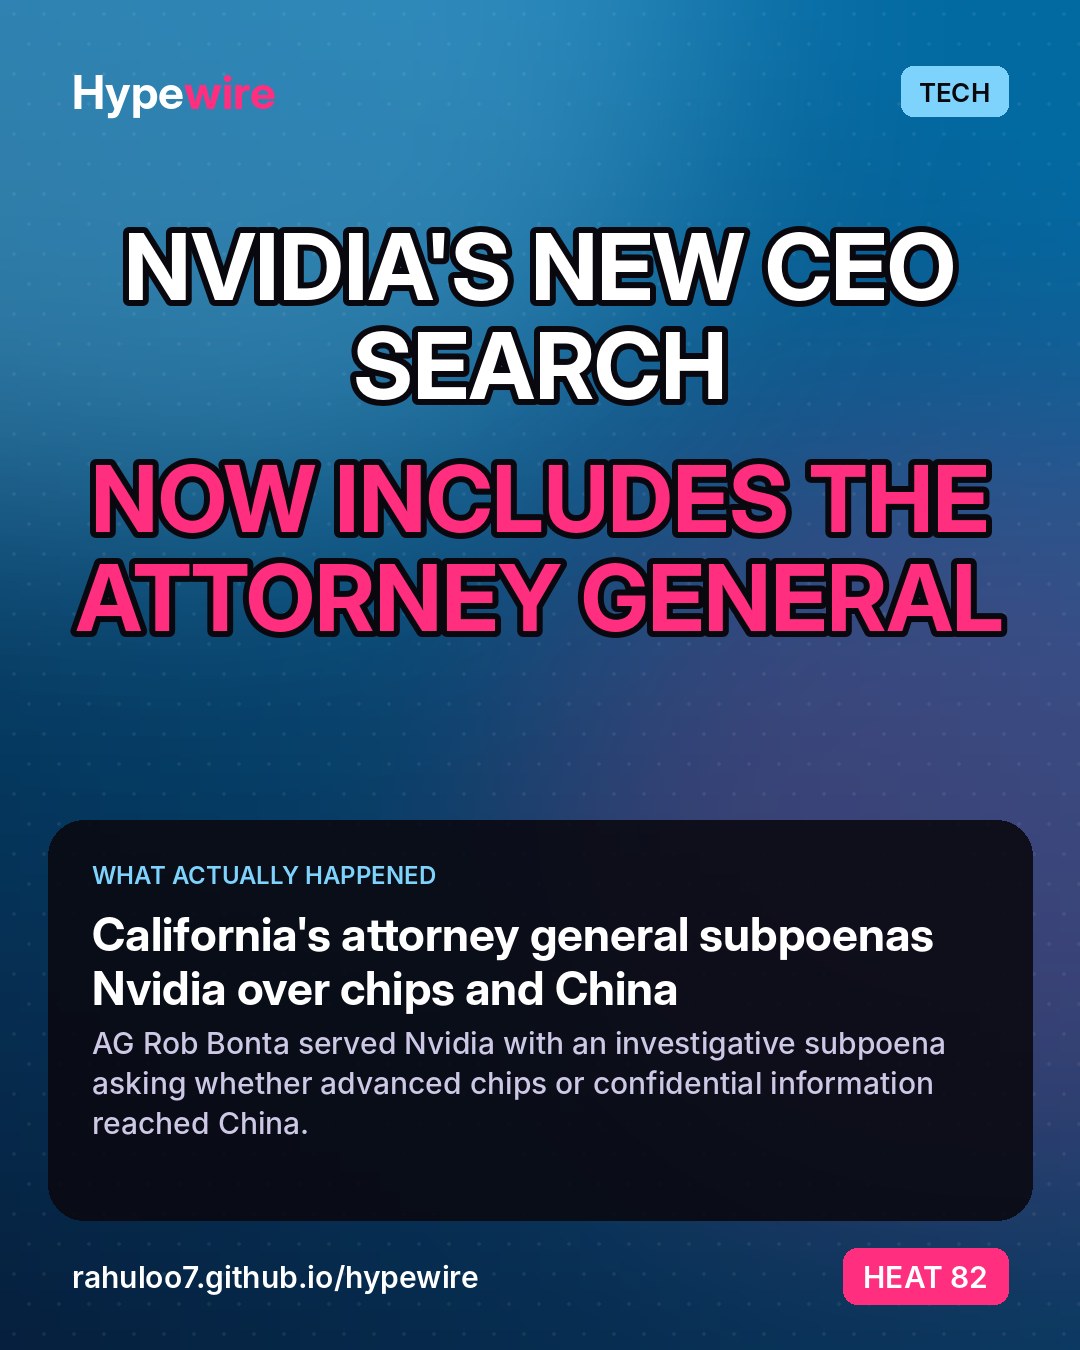 Hypewire
TECH
NVIDIA'S NEW CEO
SEARCH
NOW INCLUDES THE
ATTORNEY GENERAL
WHAT ACTUALLY HAPPENED
California's attorney general subpoenas
Nvidia over chips and China
AG Rob Bonta served Nvidia with an investigative subpoena
asking whether advanced chips or confidential information
reached China.
rahuloo7.github.io/hypewire
HEAT 82